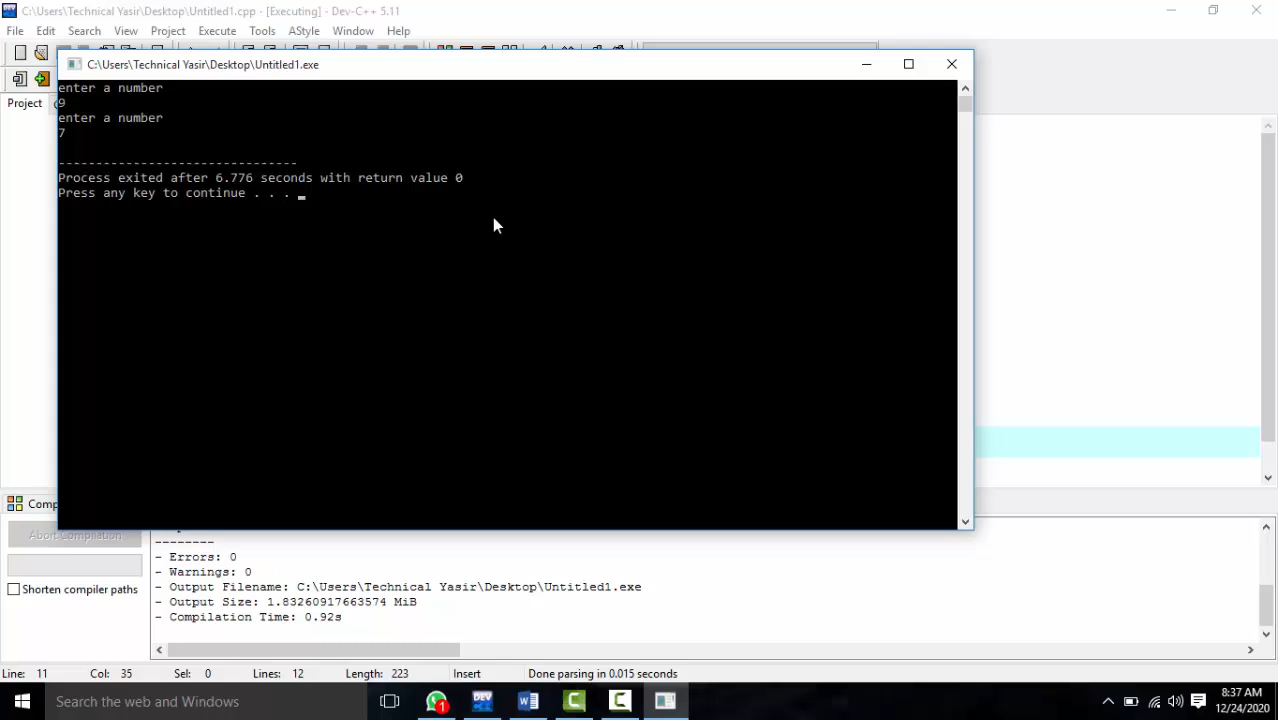 C:\Users\Technical Yasir\Desktop\Untitled1.cpp - [Executing] - Dev-C++ 5.11
File Edit Search View Project Execute Tools AStyle Window Help
C:\Users\Technical Yasir\Desktop\Untitled1.exe
Project
enter a number
9
enter a number
7
--------------------------------
Process exited after 6.776 seconds with return value 0
Press any key to continue . . .
Comp
Abort Compilation
Shorten compiler paths
--------
- Errors: 0
- Warnings: 0
- Output Filename: C:\Users\Technical Yasir\Desktop\Untitled1.exe
- Output Size: 1.83260917663574 MiB
- Compilation Time: 0.92s
Line: 11 Col: 35 Sel: 0 Lines: 12 Length: 223 Insert Done parsing in 0.015 seconds
Search the web and Windows
1
DEV
8:37 AM
12/24/2020